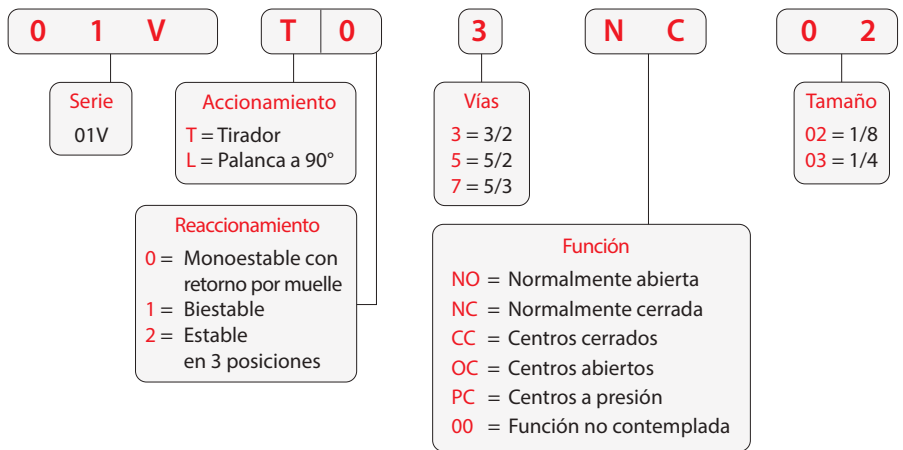 0 1 V T 0 3 N C 0 2
Serie
01V
Accionamiento
T = Tirador
L = Palanca a 90°
Vías
3 = 3/2
5 = 5/2
7 = 5/3
Tamaño
02 = 1/8
03 = 1/4
Reaccionamiento
0 = Monoestable con
retorno por muelle
1 = Biestable
2 = Estable
en 3 posiciones
Función
NO = Normalmente abierta
NC = Normalmente cerrada
CC = Centros cerrados
OC = Centros abiertos
PC = Centros a presión
00 = Función no contemplada